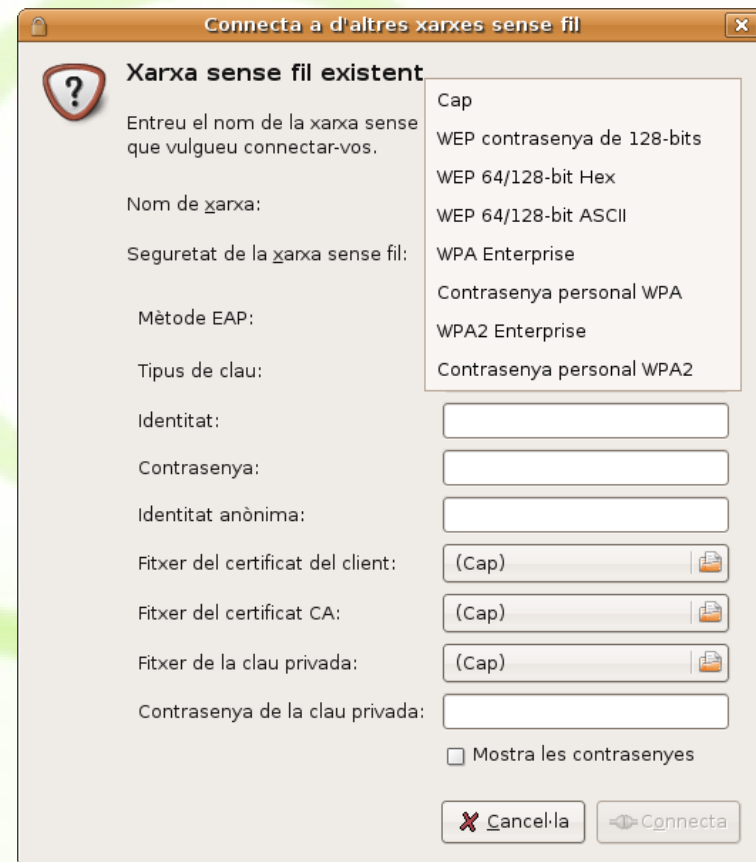 Connecta a d'altres xarxes sense fil
Xarxa sense fil existent
Entreu el nom de la xarxa sense
que vulgueu connectar-vos.
Nom de xarxa:
Seguretat de la xarxa sense fil:
Cap
WEP contrasenya de 128-bits
WEP 64/128-bit Hex
WEP 64/128-bit ASCII
WPA Enterprise
Contrasenya personal WPA
WPA2 Enterprise
Contrasenya personal WPA2
Mètode EAP:
Tipus de clau:
Identitat:
Contrasenya:
Identitat anònima:
Fitxer del certificat del client: (Cap)
Fitxer del certificat CA: (Cap)
Fitxer de la clau privada: (Cap)
Contrasenya de la clau privada:
Mostra les contrasenyes
Cancel·la Connecta